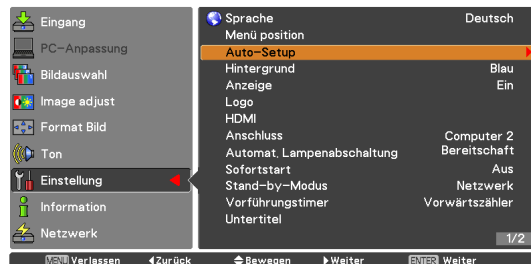 Eingang
PC-Anpassung
Bildauswahl
Image adjust
Format Bild
Ton
Einstellung
Information
Netzwerk
Sprache Deutsch
Menü position
Auto-Setup
Hintergrund Blau
Anzeige Ein
Logo
HDMI
Anschluss Computer 2
Automat. Lampenabschaltung Bereitschaft
Sofortstart Aus
Stand-by-Modus Netzwerk
Vorführungstimer Vorwärtszähler
Untertitel
1/2
MENU Verlassen Zurück Bewegen Weiter ENTER Weiter